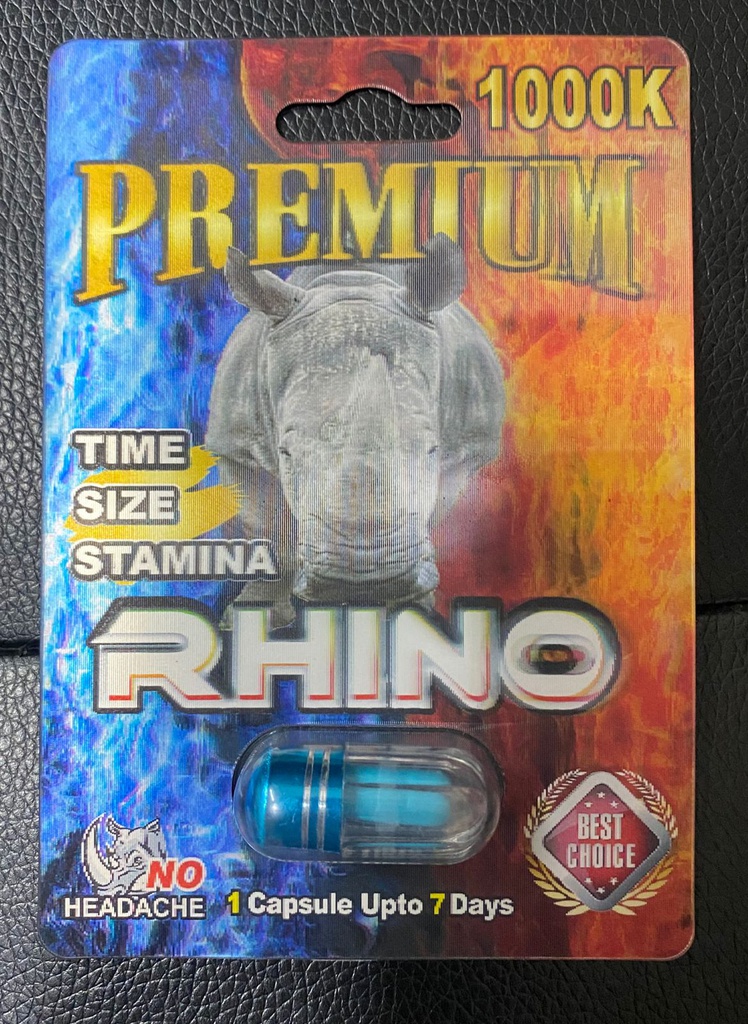 1000K
PREMIUM
TIME
SIZE
STAMINA
RHINO
NO
HEADACHE
1 Capsule Upto 7 Days
BEST
CHOICE